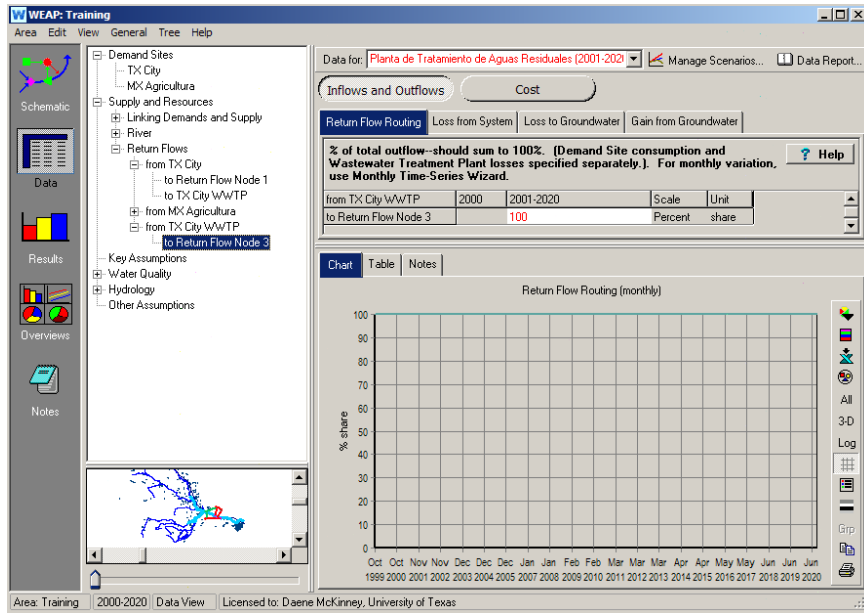 WEAP: Training
Area Edit View General Tree Help
Schematic
Data
Results
Overviews
Notes
Demand Sites
TX City
MX Agricultura
Supply and Resources
Linking Demands and Supply
River
Return Flows
from TX City
to Return Flow Node 1
to TX City WWTP
from MX Agricultura
from TX City WWTP
to Return Flow Node 3
Key Assumptions
Water Quality
Hydrology
Other Assumptions
Data for: Planta de Tratamiento de Aguas Residuales (2001-202 Manage Scenarios... Data Report...
Inflows and Outflows Cost
Return Flow Routing Loss from System Loss to Groundwater Gain from Groundwater
% of total outflow--should sum to 100%. (Demand Site consumption and
Wastewater Treatment Plant losses specified separately.). For monthly variation,
use Monthly Time-Series Wizard.
? Help
from TX City WWTP 2000 2001-2020 Scale Unit
to Return Flow Node 3 100 Percent share
Chart Table Notes
Return Flow Routing (monthly)
% share
100
90
80
70
60
50
40
30
20
10
0
Oct Oct Nov Nov Dec Dec Jan Jan Feb Feb Mar Mar Apr Apr May May Jun Jun
1999 2000 2001 2002 2003 2004 2005 2007 2008 2009 2010 2011 2012 2013 2014 2015 2016 2017 2018 2019 2020
All
3-D
Log
Grp
Area: Training 2000-2020 Data View Licensed to: Daene McKinney, University of Texas